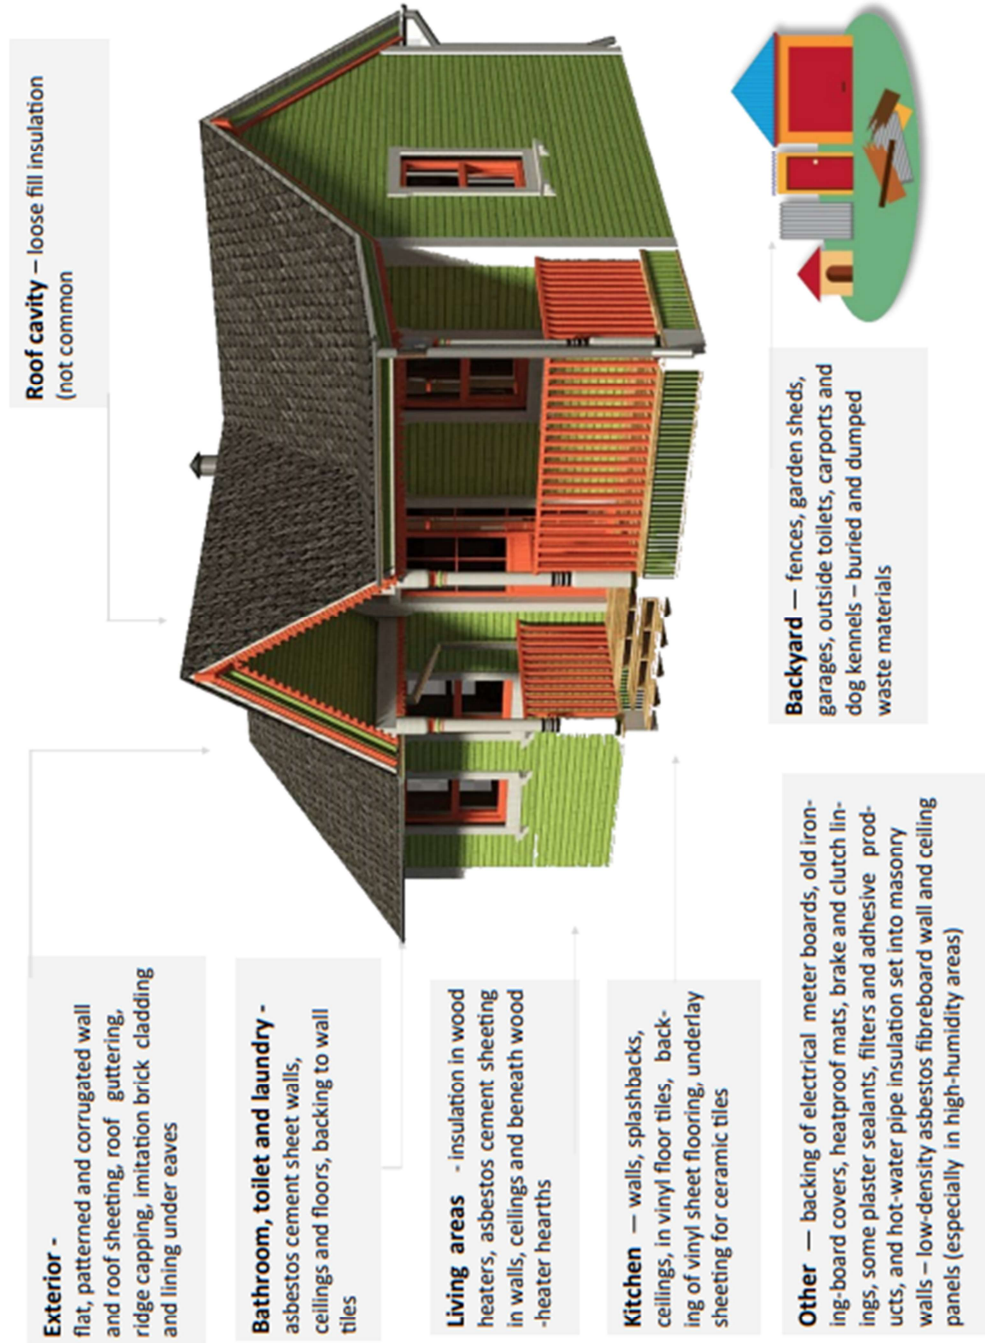 Exterior -
flat, patterned and corrugated wall
and roof sheeting, roof guttering,
ridge capping, imitation brick cladding
and lining under eaves
Bathroom, toilet and laundry -
asbestos cement sheet walls,
ceilings and floors, backing to wall
tiles
Living areas - insulation in wood
heaters, asbestos cement sheeting
in walls, ceilings and beneath wood
-heater hearths
Kitchen — walls, splashbacks,
ceilings, in vinyl floor tiles, back-
ing of vinyl sheet flooring, underlay
sheeting for ceramic tiles
Other — backing of electrical meter boards, old iron-
ing-board covers, heatproof mats, brake and clutch lin-
ings, some plaster sealants, filters and adhesive prod-
ucts, and hot-water pipe insulation set into masonry
walls – low-density asbestos fibreboard wall and ceiling
panels (especially in high-humidity areas)
Roof cavity – loose fill insulation
(not common
Backyard — fences, garden sheds,
garages, outside toilets, carports and
dog kennels – buried and dumped
waste materials